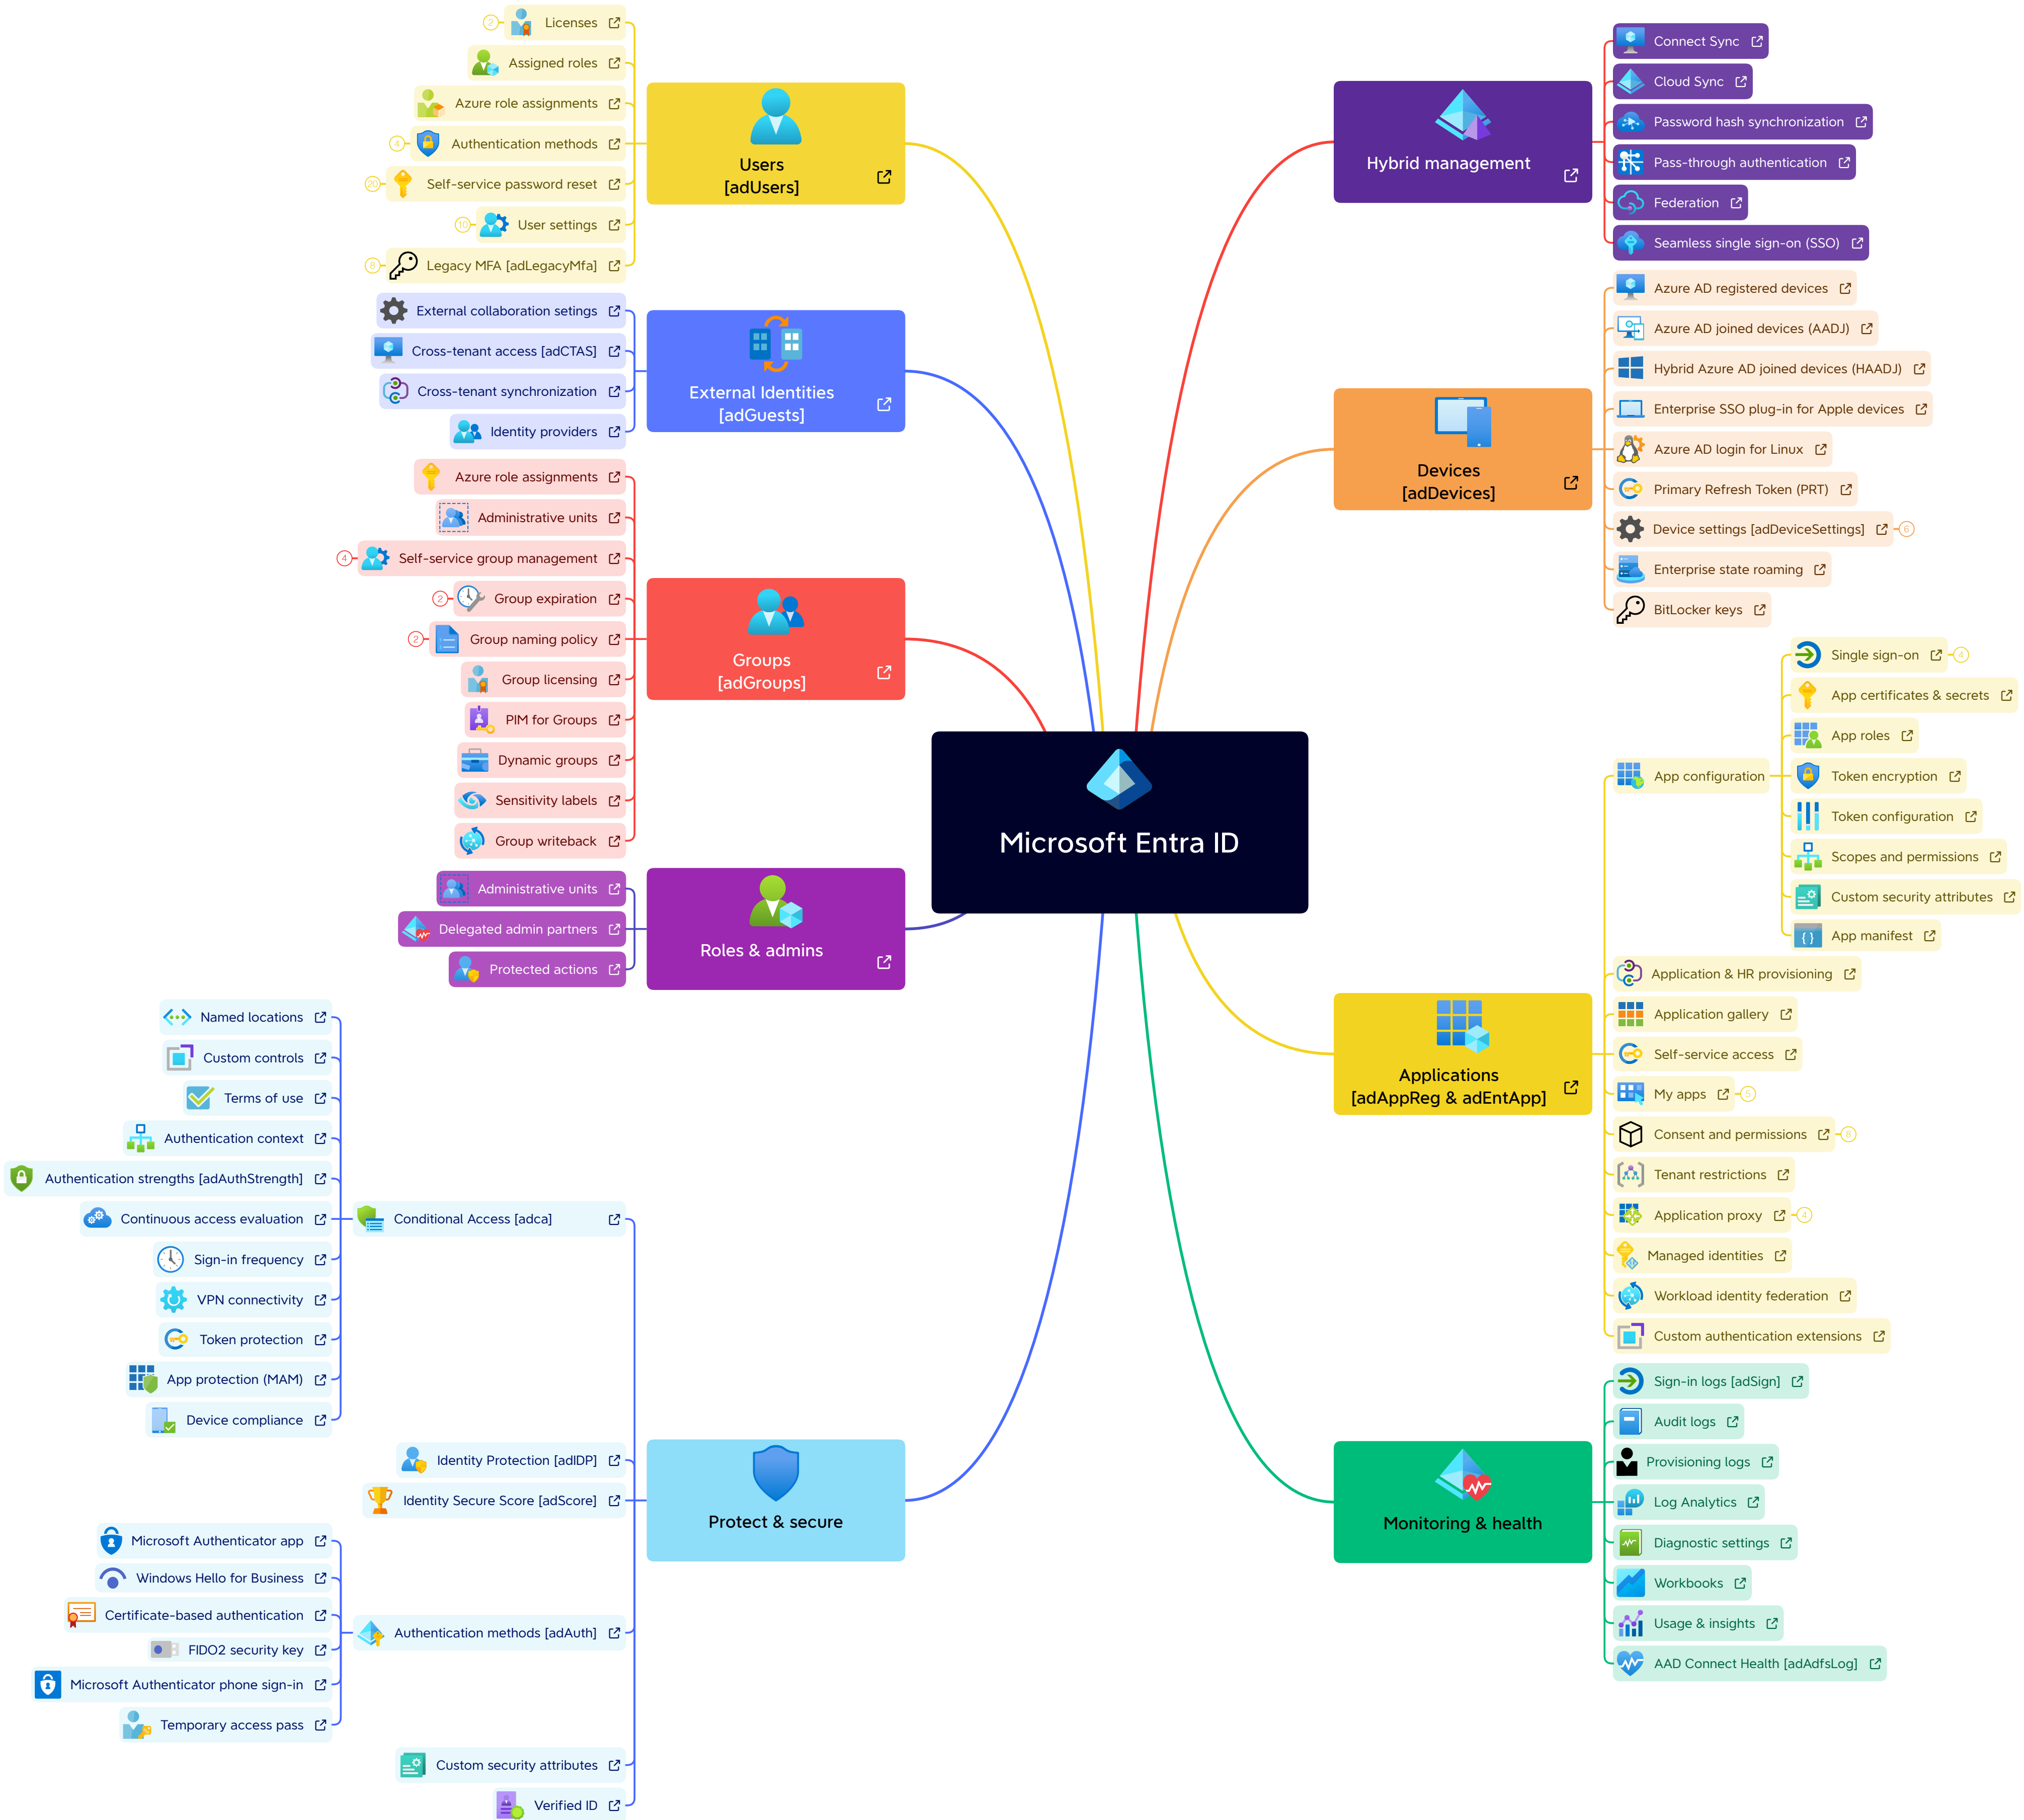 Microsoft Entra ID
Users
[adUsers]
2
Licenses
Assigned roles
Azure role assignments
4
Authentication methods
20
Self-service password reset
10
User settings
8
Legacy MFA [adLegacyMfa]
External Identities
[adGuests]
External collaboration setings
Cross-tenant access [adCTAS]
Cross-tenant synchronization
Identity providers
Groups
[adGroups]
Azure role assignments
Administrative units
4
Self-service group management
2
Group expiration
2
Group naming policy
Group licensing
PIM for Groups
Dynamic groups
Sensitivity labels
Group writeback
Roles & admins
Administrative units
Delegated admin partners
Protected actions
Protect & secure
Conditional Access [adca]
Named locations
Custom controls
Terms of use
Authentication context
Authentication strengths [adAuthStrength]
Continuous access evaluation
Sign-in frequency
VPN connectivity
Token protection
App protection (MAM)
Device compliance
Identity Protection [adIDP]
Identity Secure Score [adScore]
Authentication methods [adAuth]
Microsoft Authenticator app
Windows Hello for Business
Certificate-based authentication
FIDO2 security key
Microsoft Authenticator phone sign-in
Temporary access pass
Custom security attributes
Verified ID
Hybrid management
Connect Sync
Cloud Sync
Password hash synchronization
Pass-through authentication
Federation
Seamless single sign-on (SSO)
Devices
[adDevices]
Azure AD registered devices
Azure AD joined devices (AADJ)
Hybrid Azure AD joined devices (HAADJ)
Enterprise SSO plug-in for Apple devices
Azure AD login for Linux
Primary Refresh Token (PRT)
Device settings [adDeviceSettings]
6
Enterprise state roaming
BitLocker keys
Applications
[adAppReg & adEntApp]
App configuration
Single sign-on
4
App certificates & secrets
App roles
Token encryption
Token configuration
Scopes and permissions
Custom security attributes
App manifest
Application & HR provisioning
Application gallery
Self-service access
My apps
5
Consent and permissions
8
Tenant restrictions
Application proxy
4
Managed identities
Workload identity federation
Custom authentication extensions
Monitoring & health
Sign-in logs [adSign]
Audit logs
Provisioning logs
Log Analytics
Diagnostic settings
Workbooks
Usage & insights
AAD Connect Health [adAdfsLog]